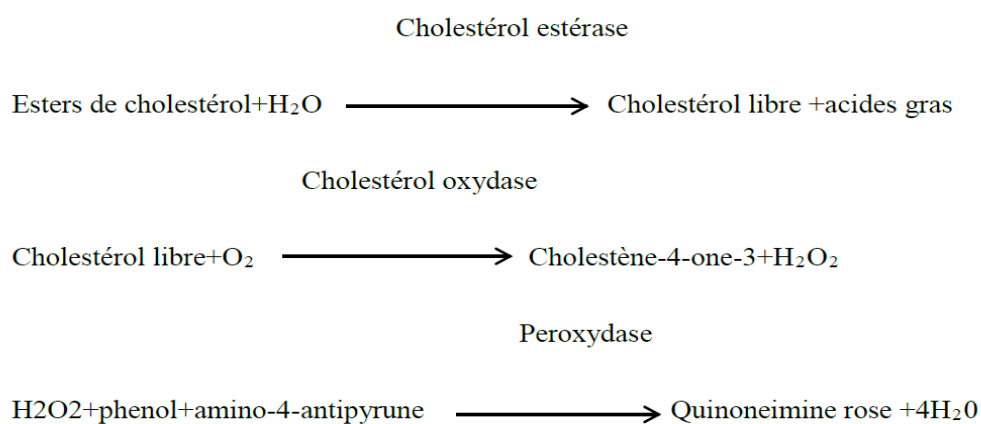 Cholestérol estérase
Esters de cholestérol+H₂O Cholestérol libre +acides gras
Cholestérol oxydase
Cholestérol libre+O₂ Cholestène-4-one-3+H₂O₂
Peroxydase
H2O2+phenol+amino-4-antipyrune Quinoneimine rose +4H₂0